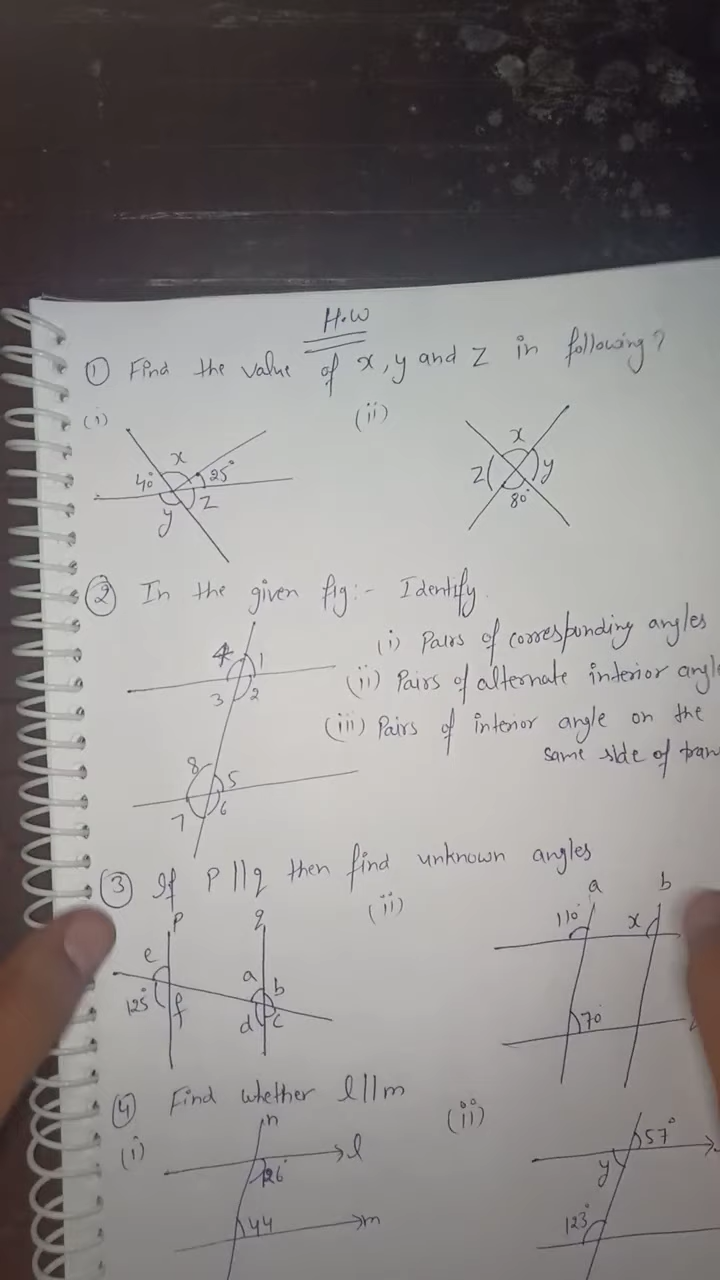 H.W
① Find the value of x, y and z in following?
(i) (ii)
x
40° 25°
y z
x
z y
80°
② In the given fig:- Identify.
(i) Pairs of corresponding angles
(ii) Pairs of alternate interior angl
(iii) Pairs of interior angle on the
same side of tran
4 1
3 2
8 5
7 6
③ If P || q then find unknown angles
(ii)
p q
e
125° f
a b
d c
a b
110° x
70°
④ Find whether l||m
(i) (ii)
n
l
m
44
57°
y
123°